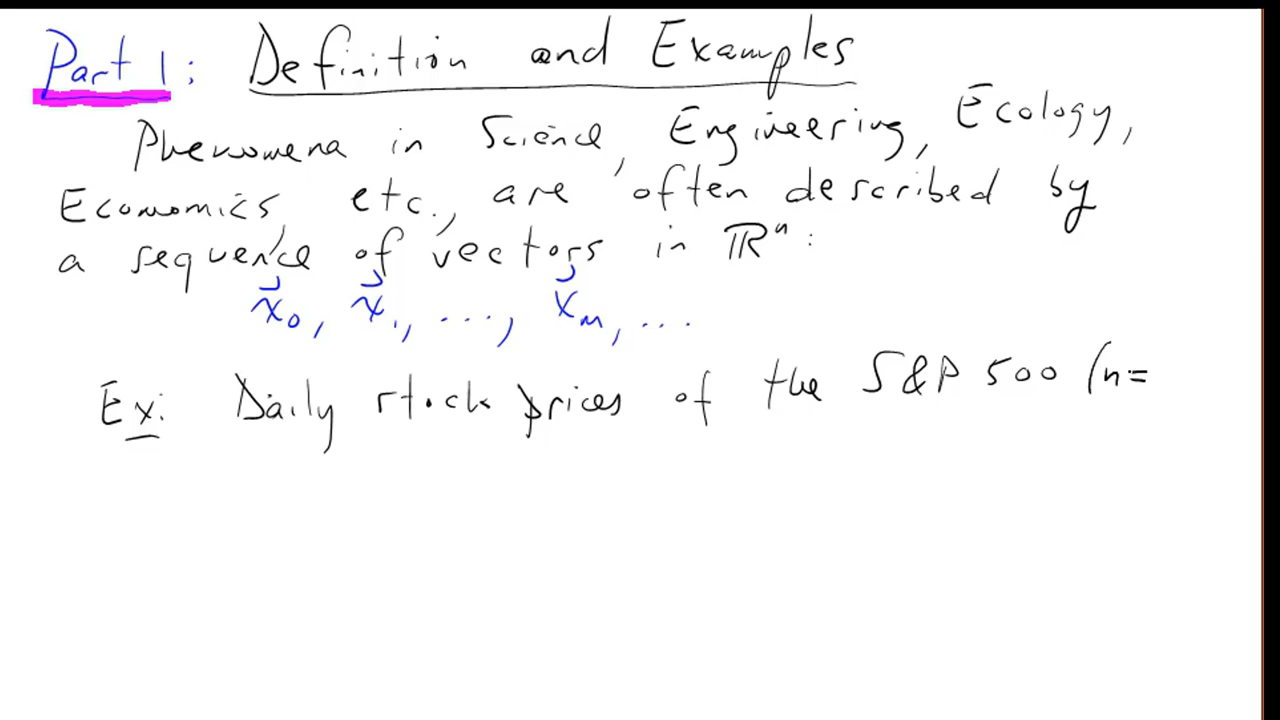 Part 1: Definition and Examples
Phenomena in Science, Engineering, Ecology,
Economics, etc., are often described by
a sequence of vectors in ℝⁿ:
x⃗₀, x⃗₁, ..., x⃗ₘ, ...
Ex: Daily stock prices of the S&P 500 (n=